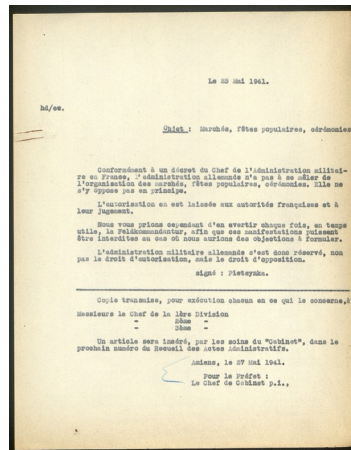 Le 23 Mai 1941.
hd/ew.
Objet : Marchés, fêtes populaires, cérémonies
Conformément à un décret du Chef de l'Administration militai-
re en France, l'administration allemande n'a pas à se mêler de
l'organisation des marchés, fêtes populaires, cérémonies. Elle ne
s'y oppose pas en principe.
L'autorisation en est laissée aux autorités françaises et à
leur jugement.
Nous vous prions cependant d'en avertir chaque fois, en temps
utile, la Feldkommandantur, afin que ces manifestations puissent
être interdites au cas où nous aurions des objections à formuler.
L'administration militaire allemande s'est donc réservé, non
pas le droit d'autorisation, mais le droit d'opposition.
signé :
Copie transmise, pour exécution chacun en ce qui le concerne, à
Messieurs le Chef de la 1ère Division
- 2ème -
- 3ème -
Un article sera inséré, par les soins du "Cabinet", dans le
prochain numéro du Recueil des Actes Administratifs.
Amiens, le 27 Mai 1941.
Pour le Préfet :
Le Chef de Cabinet p.i.,